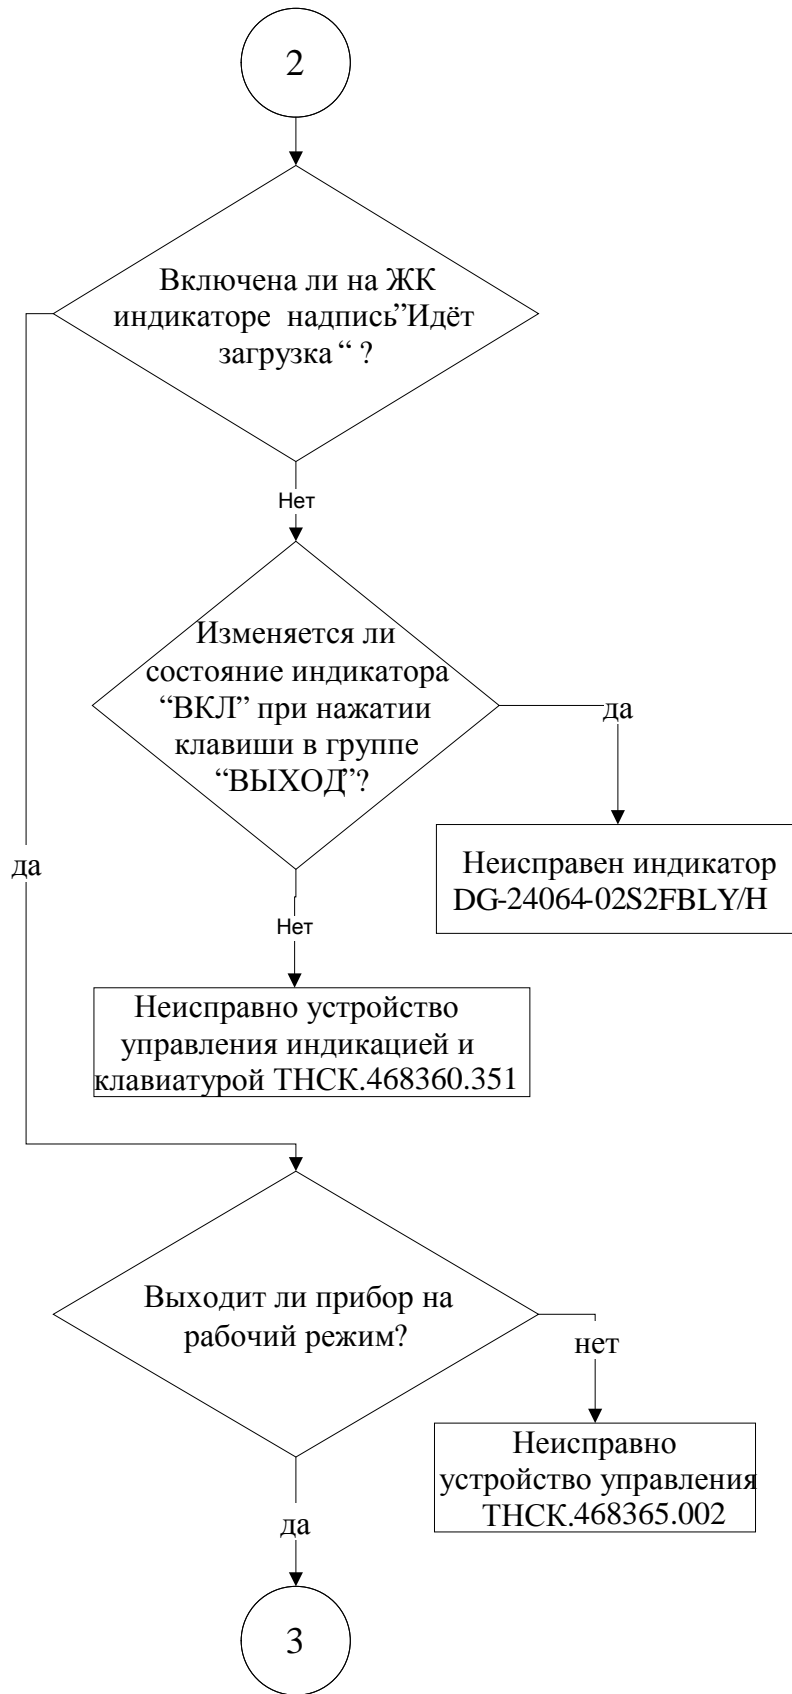 2
Включена ли на ЖК
индикаторе надпись”Идёт
загрузка “ ?
Нет
Изменяется ли
состояние индикатора
“ВКЛ” при нажатии
клавиши в группе
“ВЫХОД”?
да
Неисправен индикатор
DG-24064-02S2FBLY/H
да
Нет
Неисправно устройство
управления индикацией и
клавиатурой ТНСК.468360.351
Выходит ли прибор на
рабочий режим?
нет
Неисправно
устройство управления
ТНСК.468365.002
да
3